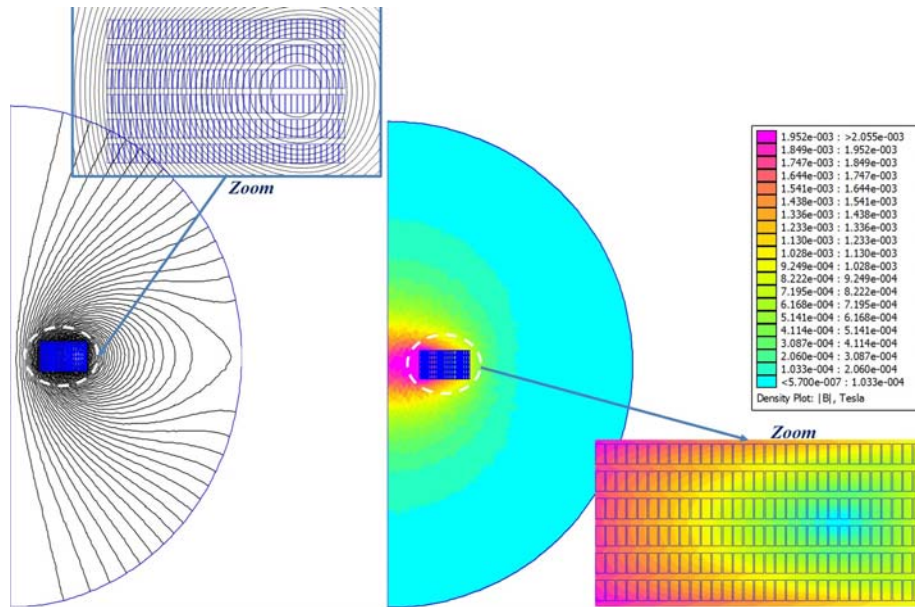 Zoom
1.952e-003 : >2.055e-003
1.849e-003 : 1.952e-003
1.747e-003 : 1.849e-003
1.644e-003 : 1.747e-003
1.541e-003 : 1.644e-003
1.438e-003 : 1.541e-003
1.336e-003 : 1.438e-003
1.233e-003 : 1.336e-003
1.130e-003 : 1.233e-003
1.028e-003 : 1.130e-003
9.249e-004 : 1.028e-003
8.222e-004 : 9.249e-004
7.195e-004 : 8.222e-004
6.168e-004 : 7.195e-004
5.141e-004 : 6.168e-004
4.114e-004 : 5.141e-004
3.087e-004 : 4.114e-004
2.060e-004 : 3.087e-004
1.033e-004 : 2.060e-004
<5.700e-007 : 1.033e-004
Density Plot: |B|, Tesla
Zoom